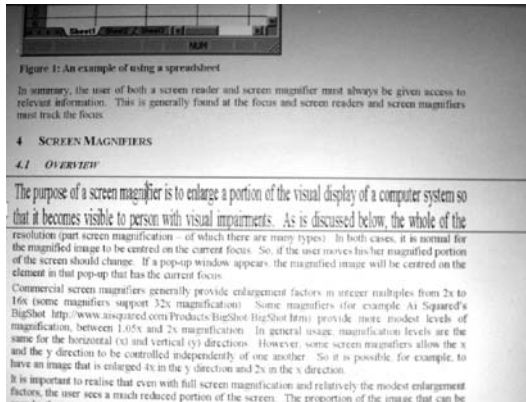 Sheet1 Sheet2 Sheet3
NUM
Figure 1: An example of using a spreadsheet
In summary, the user of both a screen reader and screen magnifier must always be given access to
relevant information. This is generally found at the focus and screen readers and screen magnifiers
must track the focus.
4 SCREEN MAGNIFIERS
4.1 OVERVIEW
The purpose of a screen magnifier is to enlarge a portion of the visual display of a computer system so
that it becomes visible to person with visual impairments. As is discussed below, the whole of the
resolution (part screen magnification – of which there are many types). In both cases, it is normal for
the magnified image to be centred on the current focus. So, if the user moves his/her magnified portion
of the screen should change. If a pop-up window appears, the magnified image will be centred on the
element in that pop-up that has the current focus.
Commercial screen magnifiers generally provide enlargement factors in integer multiples from 2x to
16x (some magnifiers support 32x magnification). Some magnifiers (for example Ai Squared's
BigShot http://www.aisquared.com/Products/BigShot/BigShot.htm) provide more modest levels of
magnification, between 1.05x and 2x magnification. In general usage, magnification levels are the
same for the horizontal (x) and vertical (y) directions. However, some screen magnifiers allow the x
and the y direction to be controlled independently of one another. So it is possible, for example, to
have an image that is enlarged 4x in the y direction and 2x in the x direction.
It is important to realise that even with full screen magnification and relatively the modest enlargement
factors, the user sees a much reduced portion of the screen. The proportion of the image that can be